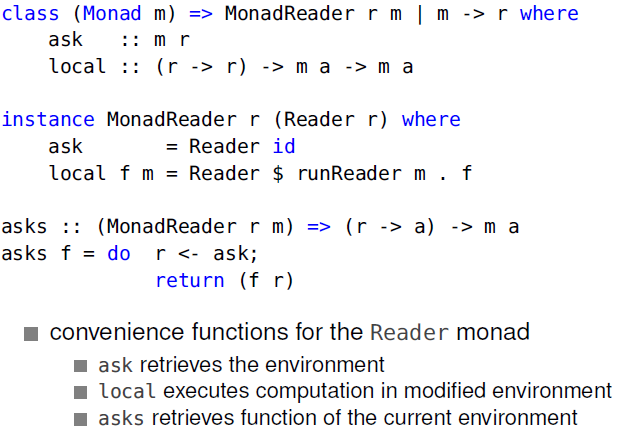 class (Monad m) => MonadReader r m | m -> r where
    ask   :: m r
    local :: (r -> r) -> m a -> m a
instance MonadReader r (Reader r) where
    ask       = Reader id
    local f m = Reader $ runReader m . f
asks :: (MonadReader r m) => (r -> a) -> m a
asks f = do  r <- ask;
             return (f r)
convenience functions for the Reader monad
ask retrieves the environment
local executes computation in modified environment
asks retrieves function of the current environment